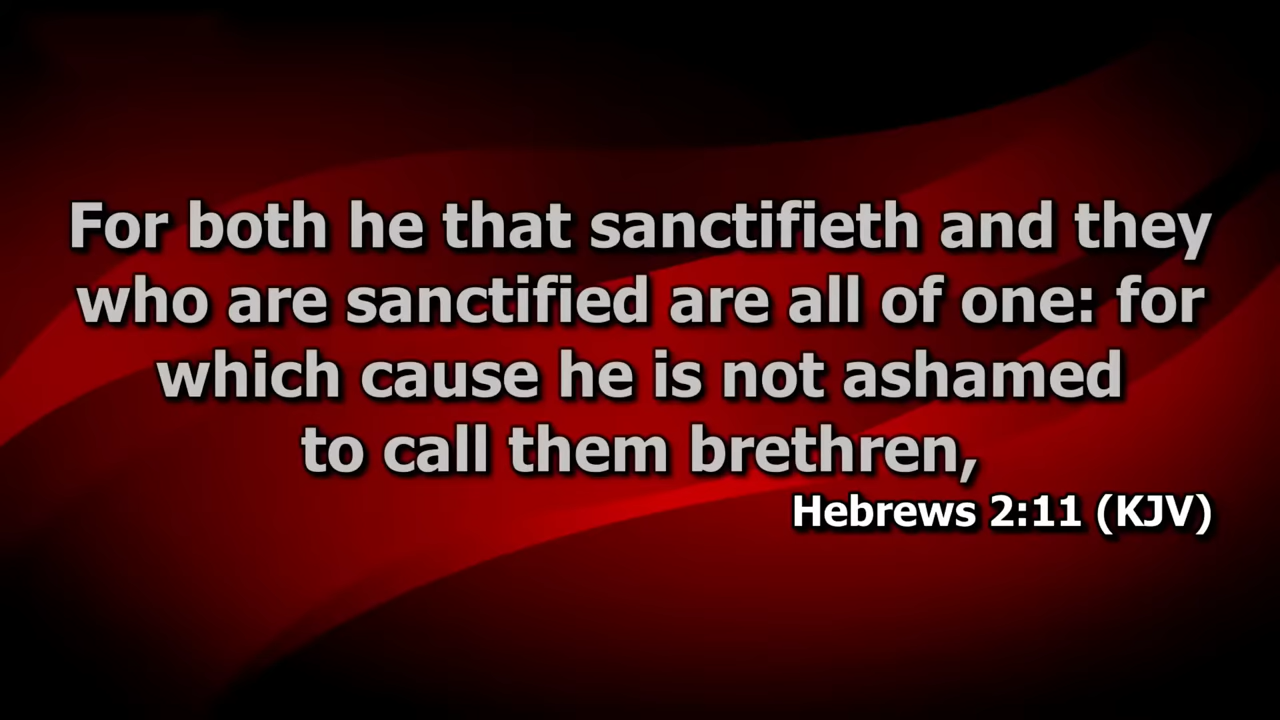 For both he that sanctifieth and they
who are sanctified are all of one: for
which cause he is not ashamed
to call them brethren,
Hebrews 2:11 (KJV)